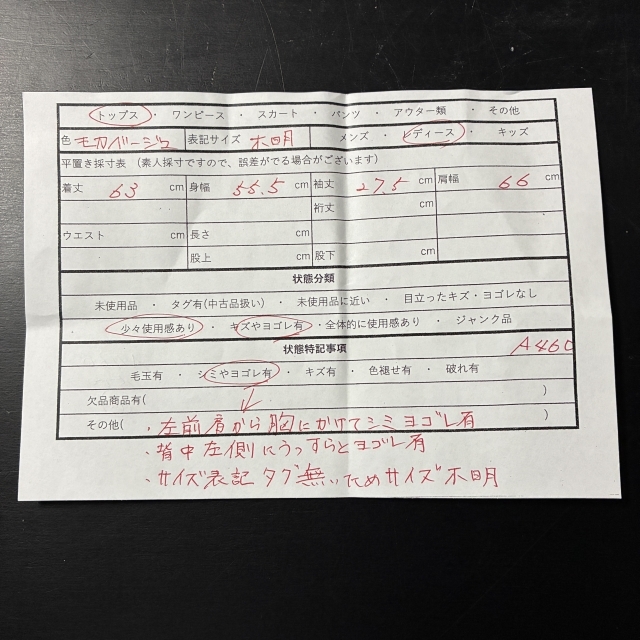 トップス ・ ワンピース ・ スカート ・ パンツ ・ アウター類 ・ その他
色 モカベージュ 表記サイズ 不明 メンズ ・ レディース ・ キッズ
平置き採寸表 (素人採寸ですので、誤差がでる場合がございます)
着丈 63 cm 身幅 55.5 cm 袖丈 27.5 cm 肩幅 66 cm
裄丈 cm
ウエスト cm 長さ cm
股上 cm 股下 cm
状態分類
未使用品 ・ タグ有(中古品扱い) ・ 未使用品に近い ・ 目立ったキズ・ヨゴレなし
少々使用感あり ・ キズやヨゴレ有 ・全体的に使用感あり ・ ジャンク品
状態特記事項 A460
毛玉有 ・ シミやヨゴレ有 ・ キズ有 ・ 色褪せ有 ・ 破れ有
欠品商品有( )
その他( )
・左前肩から胸にかけてシミヨゴレ有
・背中左側にうっすらとヨゴレ有
・サイズ表記タグ無いためサイズ不明